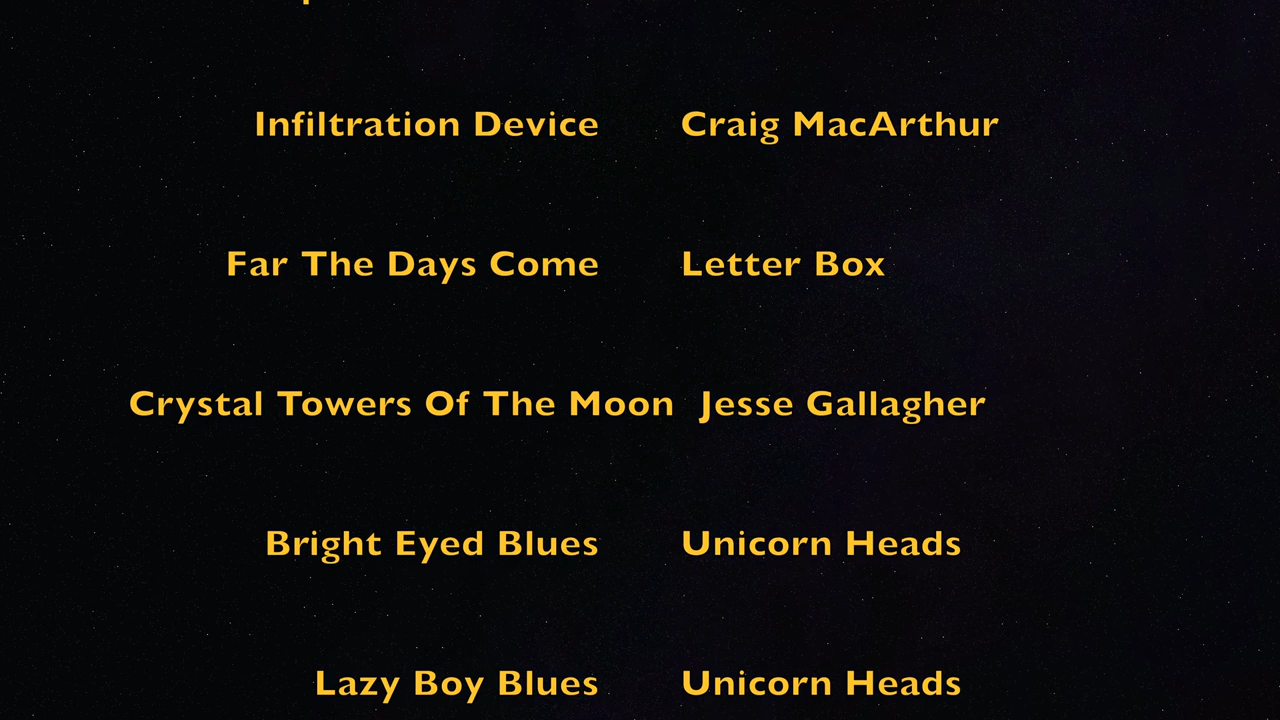 Infiltration Device Craig MacArthur
Far The Days Come Letter Box
Crystal Towers Of The Moon Jesse Gallagher
Bright Eyed Blues Unicorn Heads
Lazy Boy Blues Unicorn Heads